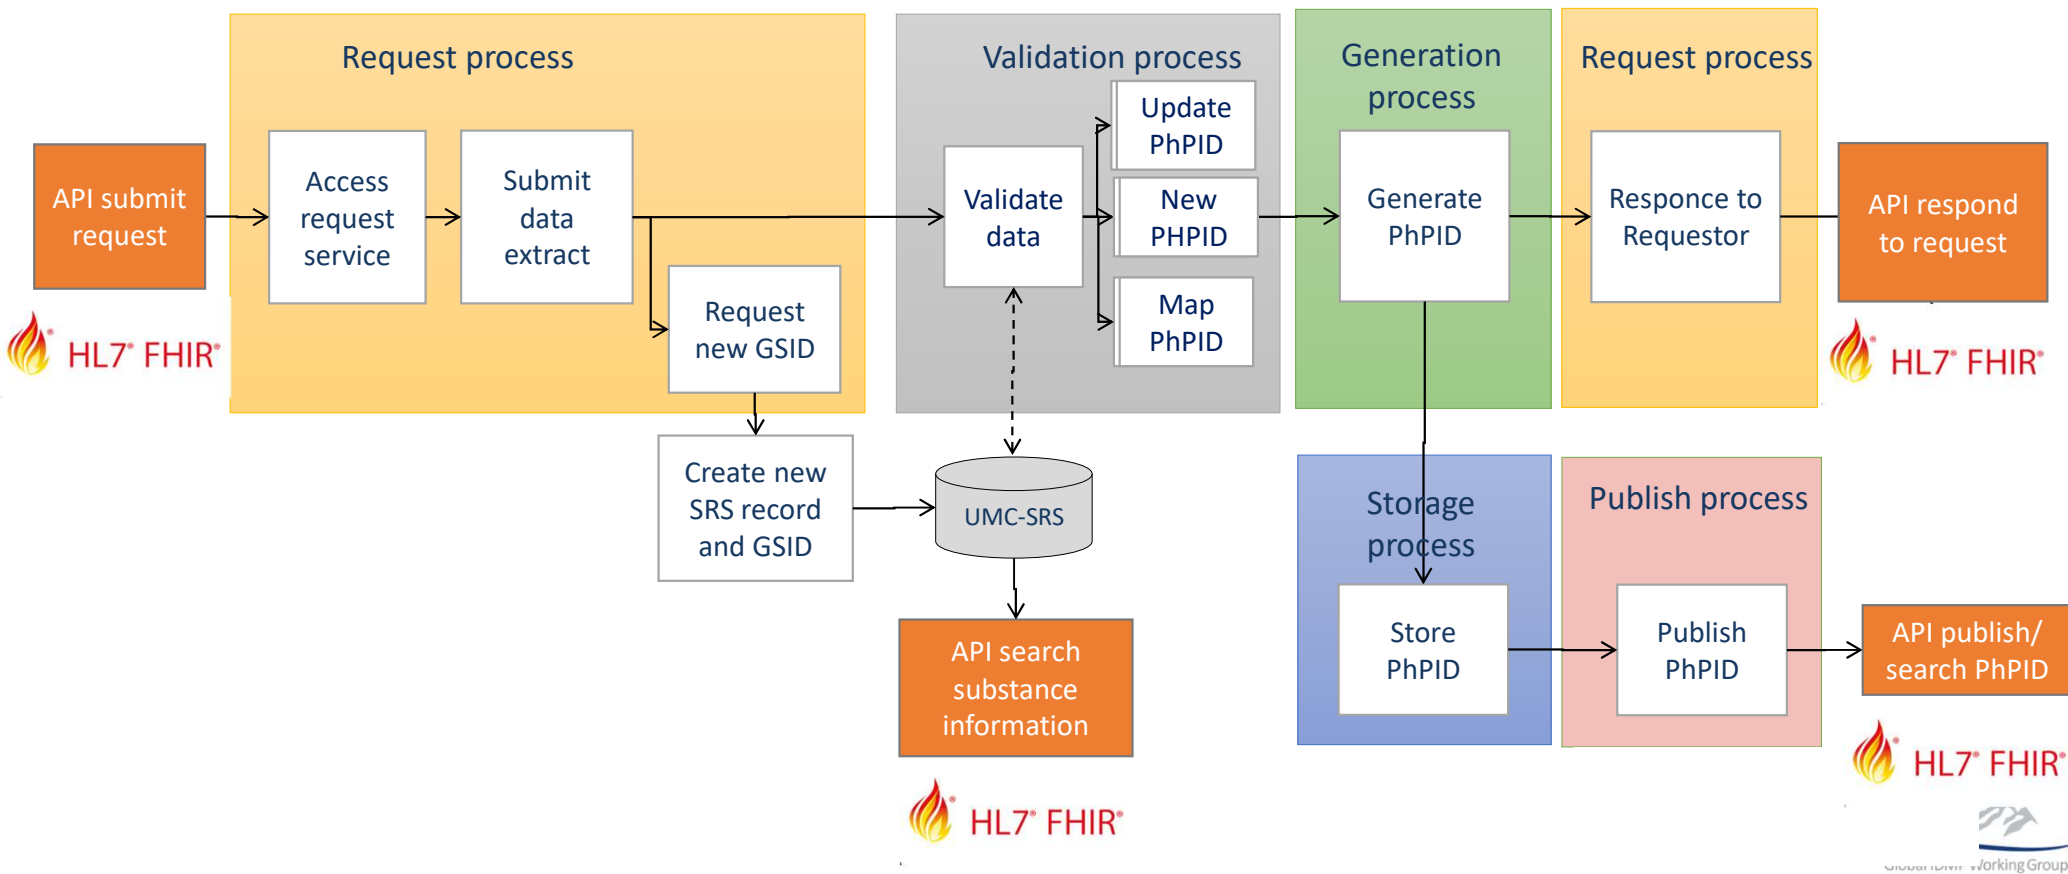 Request process
Validation process
Generation
process
Request process
API submit
request
Access
request
service
Submit
data
extract
Request
new GSID
Validate
data
Update
PhPID
New
PHPID
Map
PhPID
Generate
PhPID
Responce to
Requestor
API respond
to request
HL7® FHIR®
HL7® FHIR®
Create new
SRS record
and GSID
UMC-SRS
Storage
process
Publish process
Store
PhPID
Publish
PhPID
API publish/
search PhPID
API search
substance
information
HL7® FHIR®
HL7® FHIR®
Global IDMP Working Group